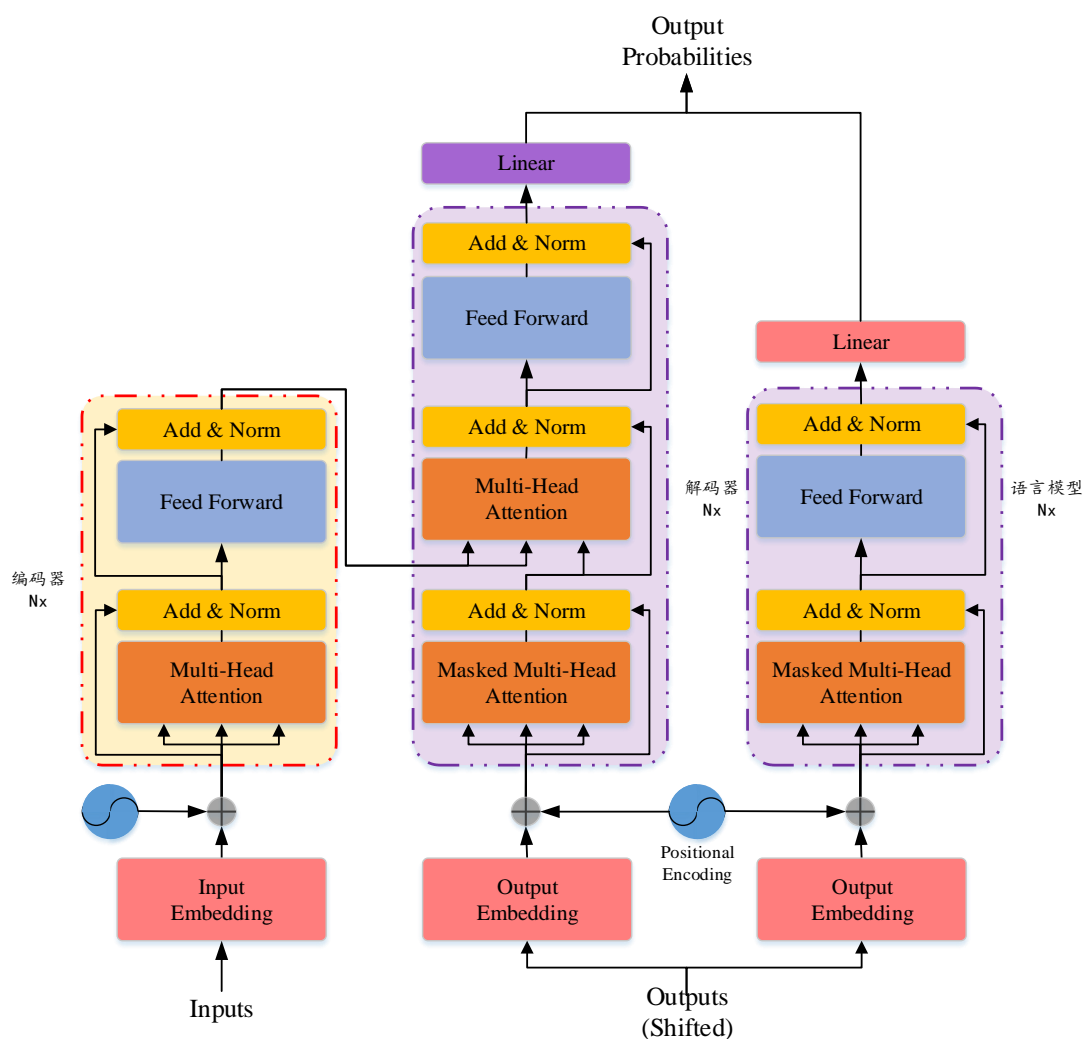 Output
Probabilities
Linear
Add & Norm
Feed Forward
Add & Norm
Multi-Head
Attention
Add & Norm
Masked Multi-Head
Attention
解码器
Nx
Linear
Add & Norm
Feed Forward
Add & Norm
Masked Multi-Head
Attention
语言模型
Nx
Add & Norm
Feed Forward
Add & Norm
Multi-Head
Attention
编码器
Nx
Positional
Encoding
Input
Embedding
Output
Embedding
Output
Embedding
Inputs
Outputs
(Shifted)